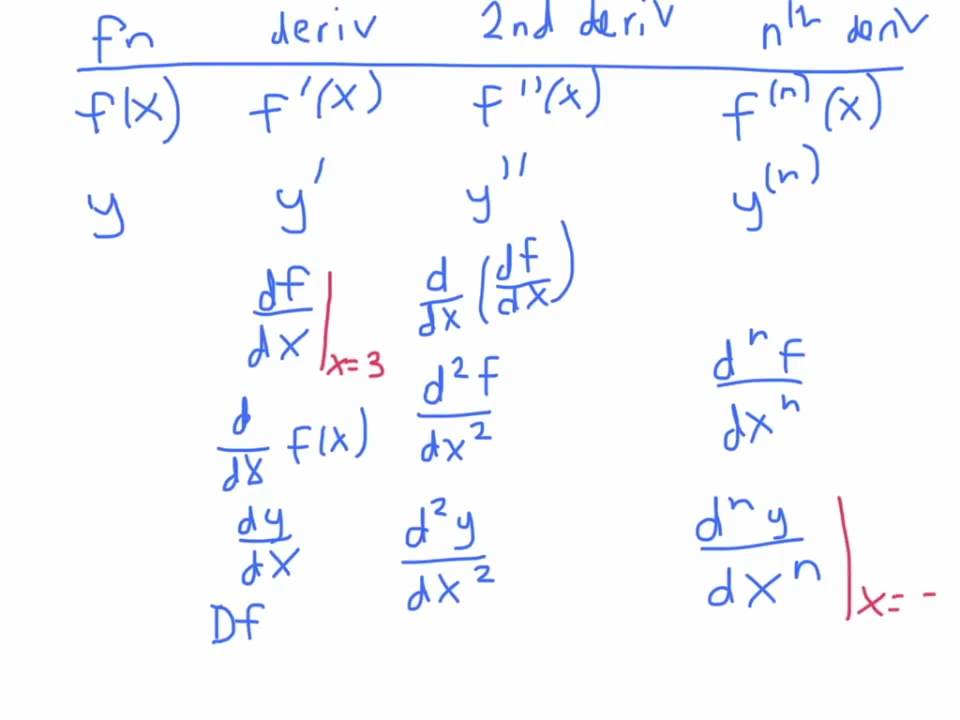 fn deriv 2nd deriv nth deriv
f(x) f'(x) f''(x) f^(n)(x)
y y' y'' y^(n)
df/dx |x=3 d/dx (df/dx)
d²f/dx² dⁿf/dxⁿ
d/dx f(x)
dy/dx d²y/dx² dⁿy/dxⁿ |x=-
Df